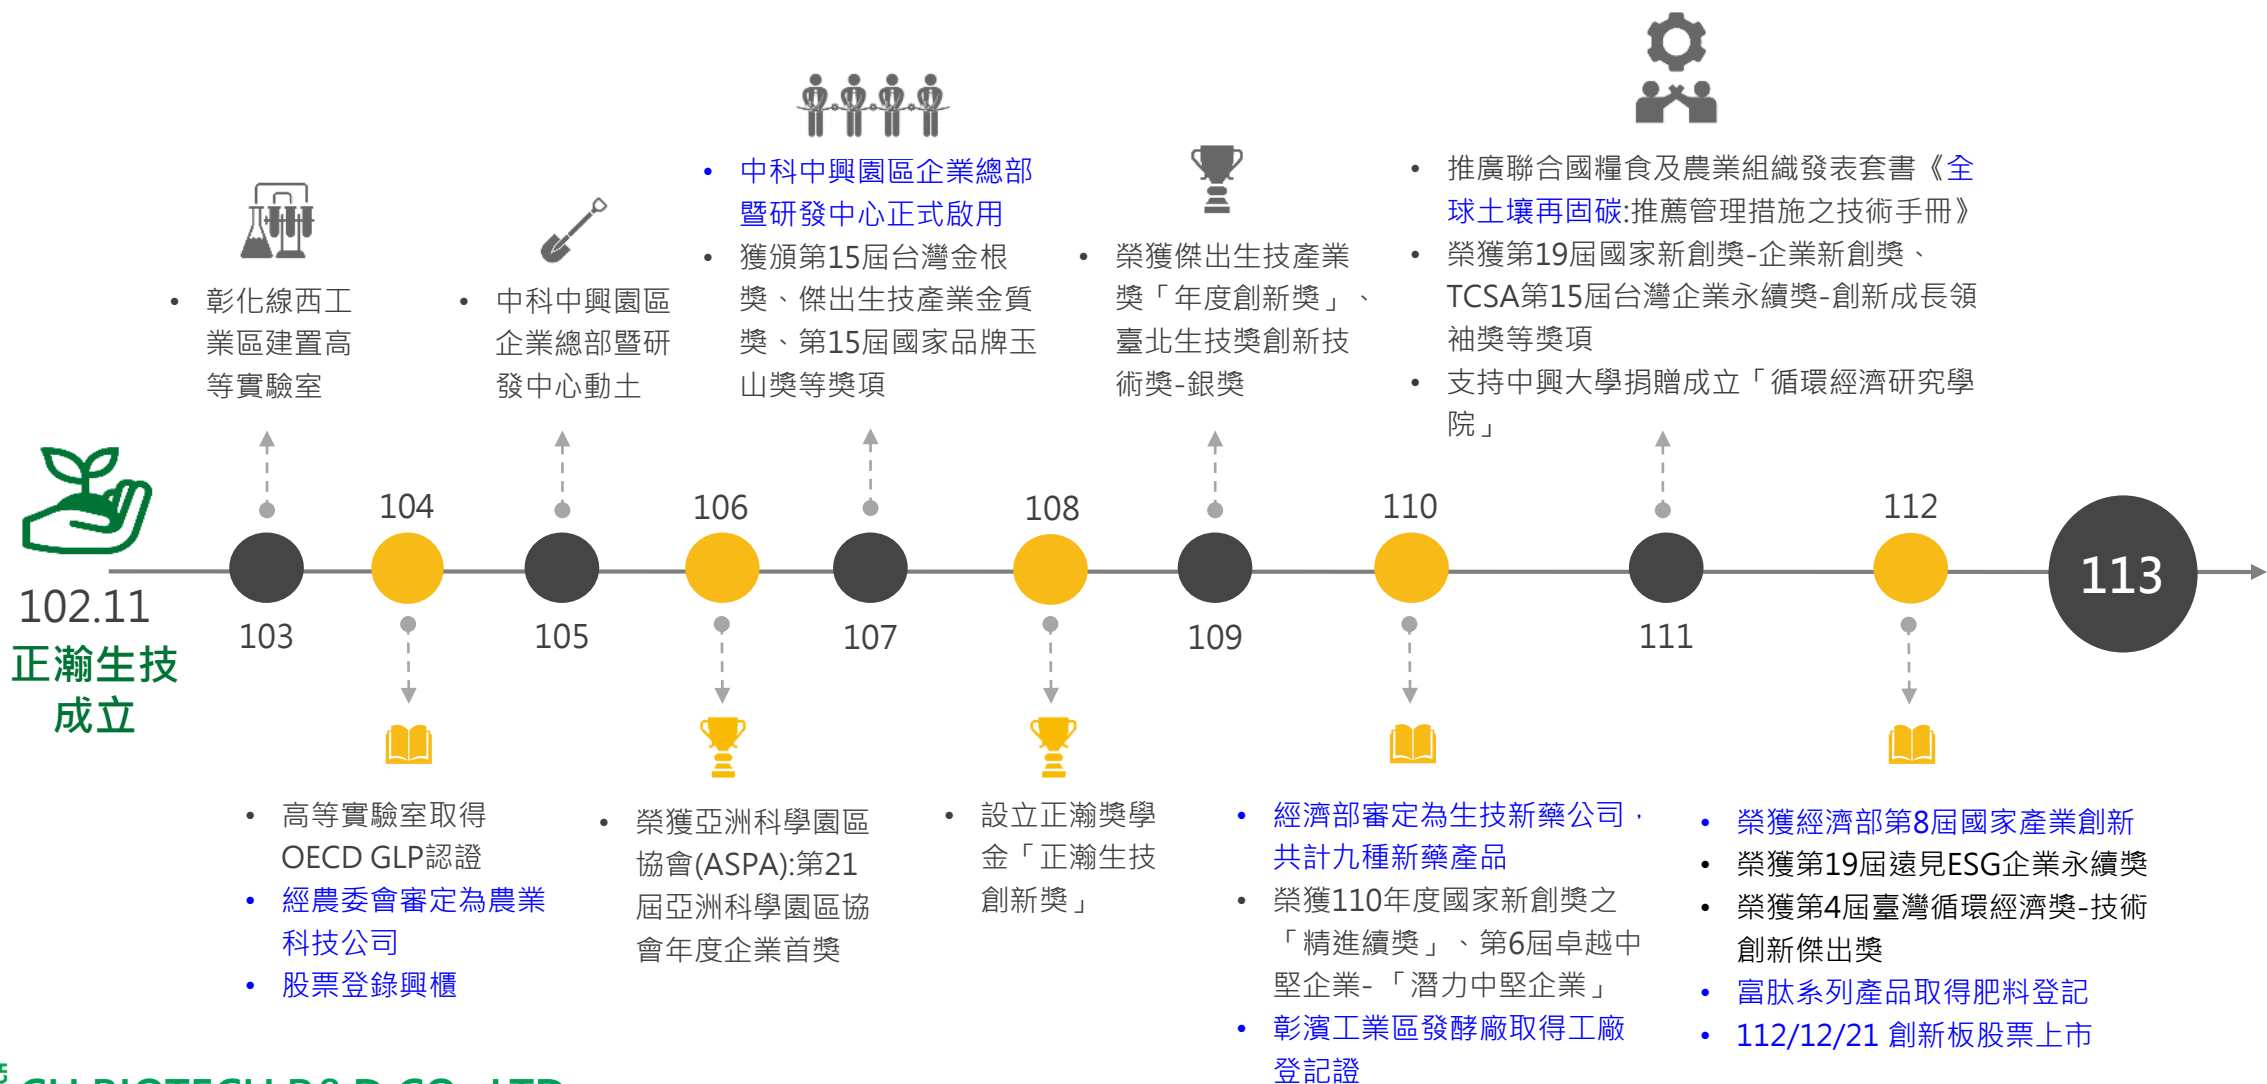 102.11
正瀚生技
成立
103
• 彰化線西工
業區建置高
等實驗室
104
• 高等實驗室取得
OECD GLP認證
• 經農委會審定為農業
科技公司
• 股票登錄興櫃
105
• 中科中興園區
企業總部暨研
發中心動土
106
• 榮獲亞洲科學園區
協會(ASPA):第21
屆亞洲科學園區協
會年度企業首獎
107
• 中科中興園區企業總部
暨研發中心正式啟用
• 獲頒第15屆台灣金根
獎、傑出生技產業金質
獎、第15屆國家品牌玉
山獎等獎項
108
• 設立正瀚獎學
金「正瀚生技
創新獎」
109
• 榮獲傑出生技產業
獎「年度創新獎」、
臺北生技獎創新技
術獎-銀獎
110
• 經濟部審定為生技新藥公司，
共計九種新藥產品
• 榮獲110年度國家新創獎之
「精進續獎」、第6屆卓越中
堅企業-「潛力中堅企業」
• 彰濱工業區發酵廠取得工廠
登記證
111
• 推廣聯合國糧食及農業組織發表套書《全
球土壤再固碳:推薦管理措施之技術手冊》
• 榮獲第19屆國家新創獎-企業新創獎、
TCSA第15屆台灣企業永續獎-創新成長領
袖獎等獎項
• 支持中興大學捐贈成立「循環經濟研究學
院」
112
• 榮獲經濟部第8屆國家產業創新
• 榮獲第19屆遠見ESG企業永續獎
• 榮獲第4屆臺灣循環經濟獎-技術
創新傑出獎
• 富肽系列產品取得肥料登記
• 112/12/21 創新板股票上市
113
CH BIOTECH R&D CO., LTD